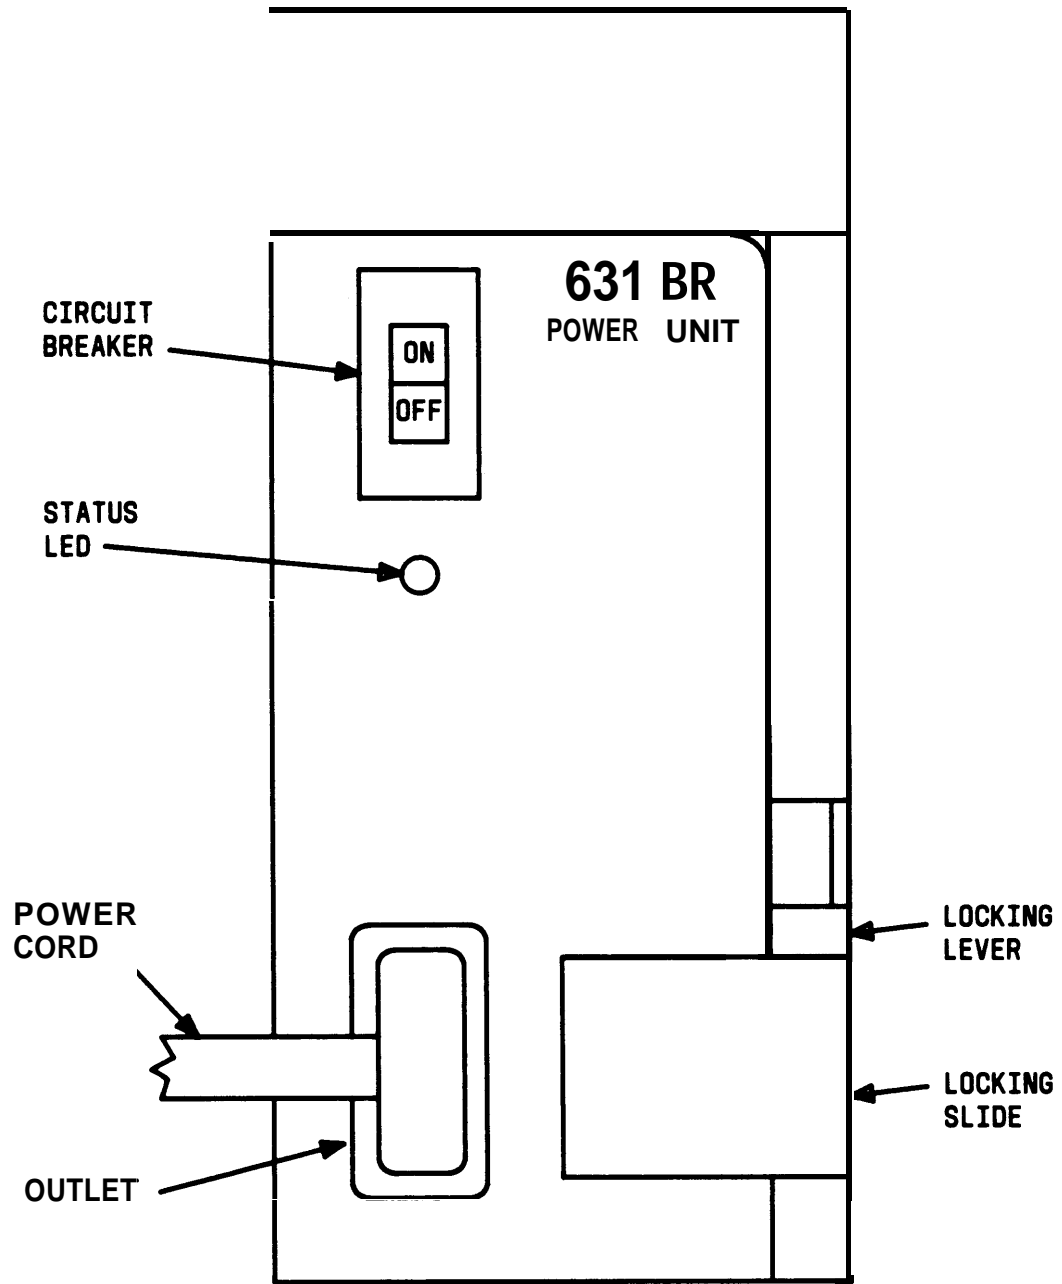 631 BR
POWER UNIT
CIRCUIT
BREAKER
ON
OFF
STATUS
LED
POWER
CORD
LOCKING
LEVER
LOCKING
SLIDE
OUTLET